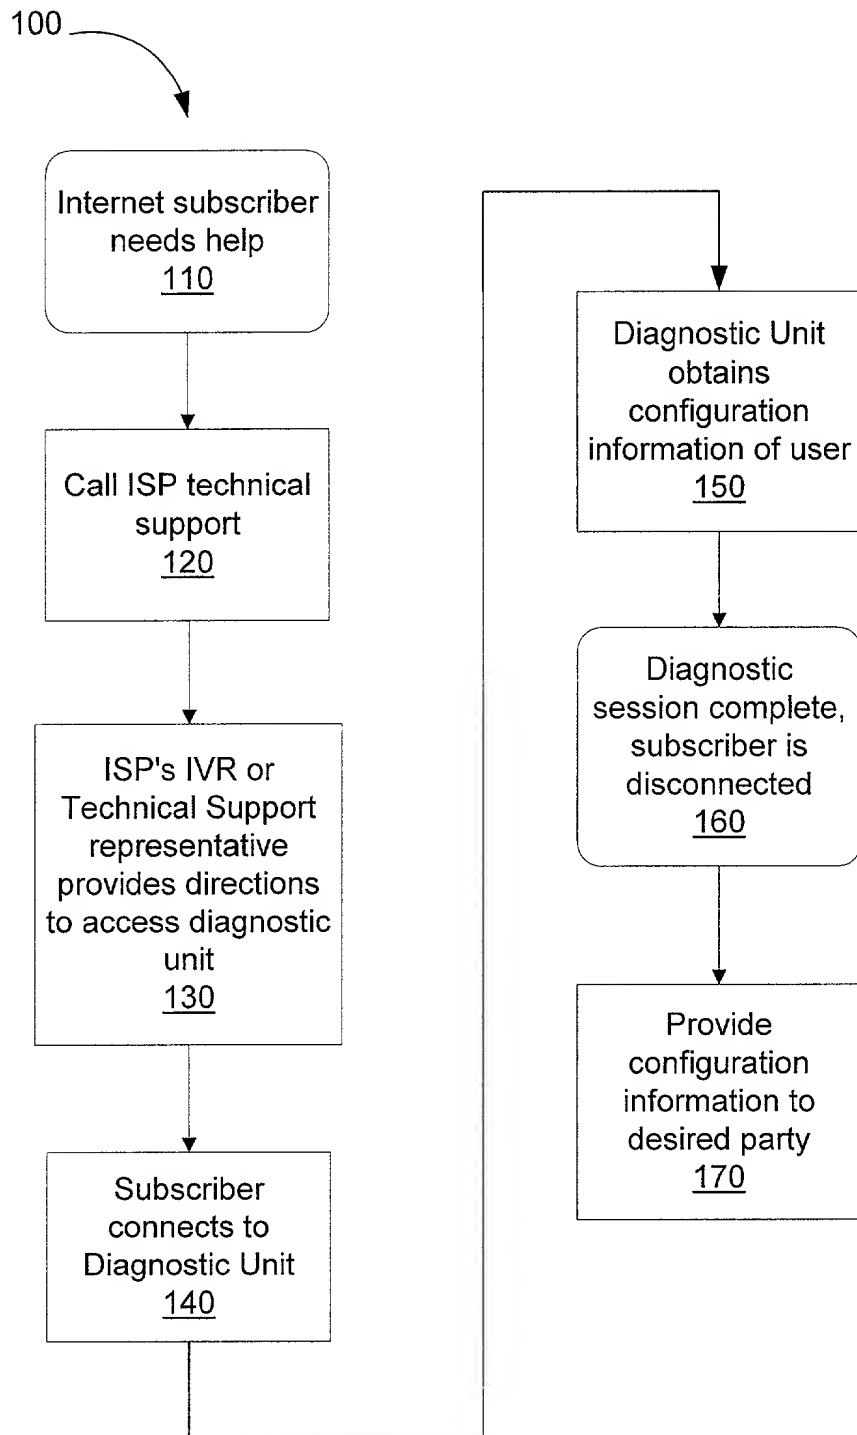 100
Internet subscriber
needs help
110
Call ISP technical
support
120
ISP's IVR or
Technical Support
representative
provides directions
to access diagnostic
unit
130
Subscriber
connects to
Diagnostic Unit
140
Diagnostic Unit
obtains
configuration
information of user
150
Diagnostic
session complete,
subscriber is
disconnected
160
Provide
configuration
information to
desired party
170